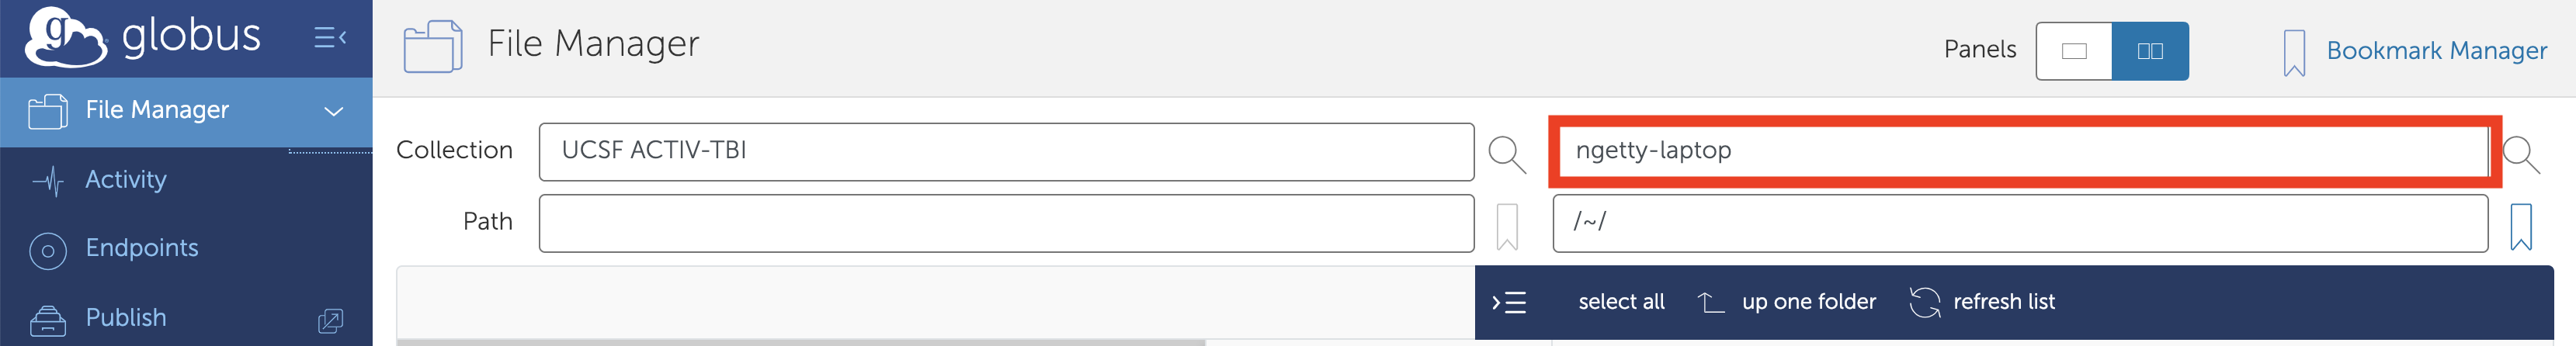 globus
File Manager
Panels
Bookmark Manager
File Manager
Collection
UCSF ACTIV-TBI
ngetty-laptop
Activity
Path
/~/
Endpoints
select all
up one folder
refresh list
Publish